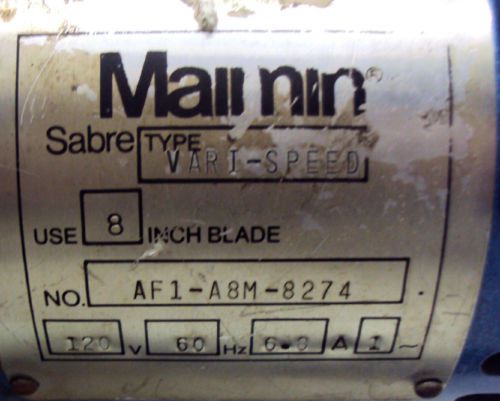 Maimin®
Sabre TYPE VARI-SPEED
USE 8 INCH BLADE
NO. AF1-A8M-8274
120 V 60 Hz A 1 ~